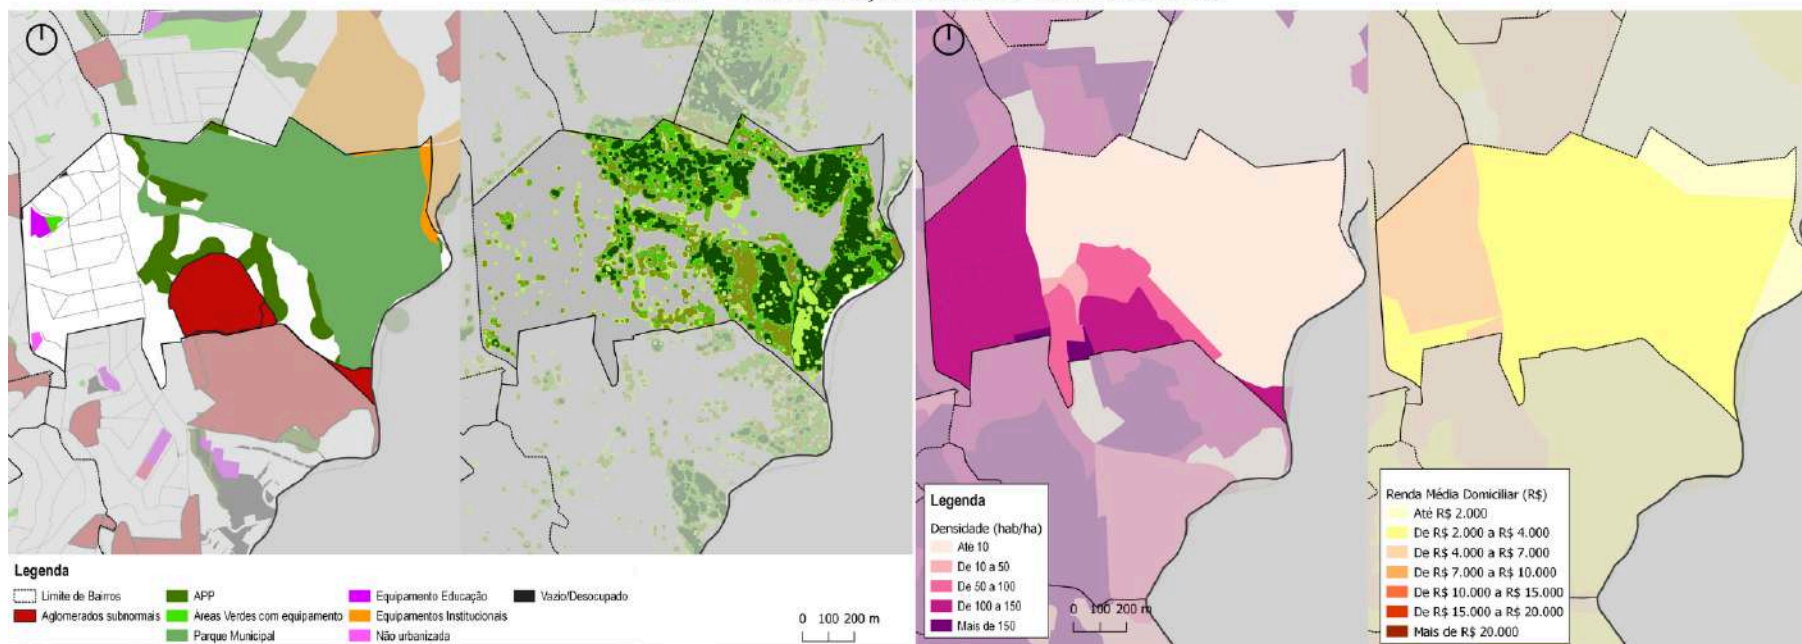 Legenda
Limite de Bairros
Aglomerados subnormais
APP
Áreas Verdes com equipamento
Parque Municipal
Equipamento Educação
Equipamentos Institucionais
Não urbanizada
Vazio/Desocupado
0 100 200 m
Legenda
Densidade (hab/ha)
Até 10
De 10 a 50
De 50 a 100
De 100 a 150
Mais de 150
0 100 200 m
Renda Média Domiciliar (R$)
Até R$ 2.000
De R$ 2.000 a R$ 4.000
De R$ 4.000 a R$ 7.000
De R$ 7.000 a R$ 10.000
De R$ 10.000 a R$ 15.000
De R$ 15.000 a R$ 20.000
Mais de R$ 20.000